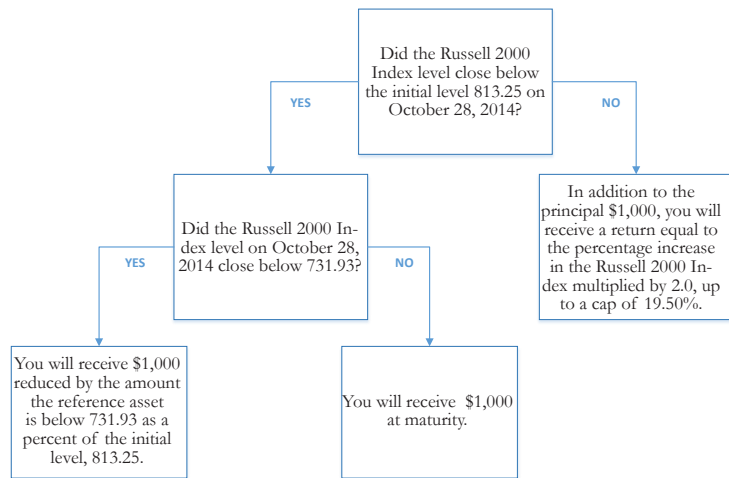 Did the Russell 2000
Index level close below
the initial level 813.25 on
October 28, 2014?
YES
NO
Did the Russell 2000 In-
dex level on October 28,
2014 close below 731.93?
In addition to the
principal $1,000, you will
receive a return equal to
the percentage increase
in the Russell 2000 In-
dex multiplied by 2.0, up
to a cap of 19.50%.
YES
NO
You will receive $1,000
reduced by the amount
the reference asset
is below 731.93 as a
percent of the initial
level, 813.25.
You will receive $1,000
at maturity.